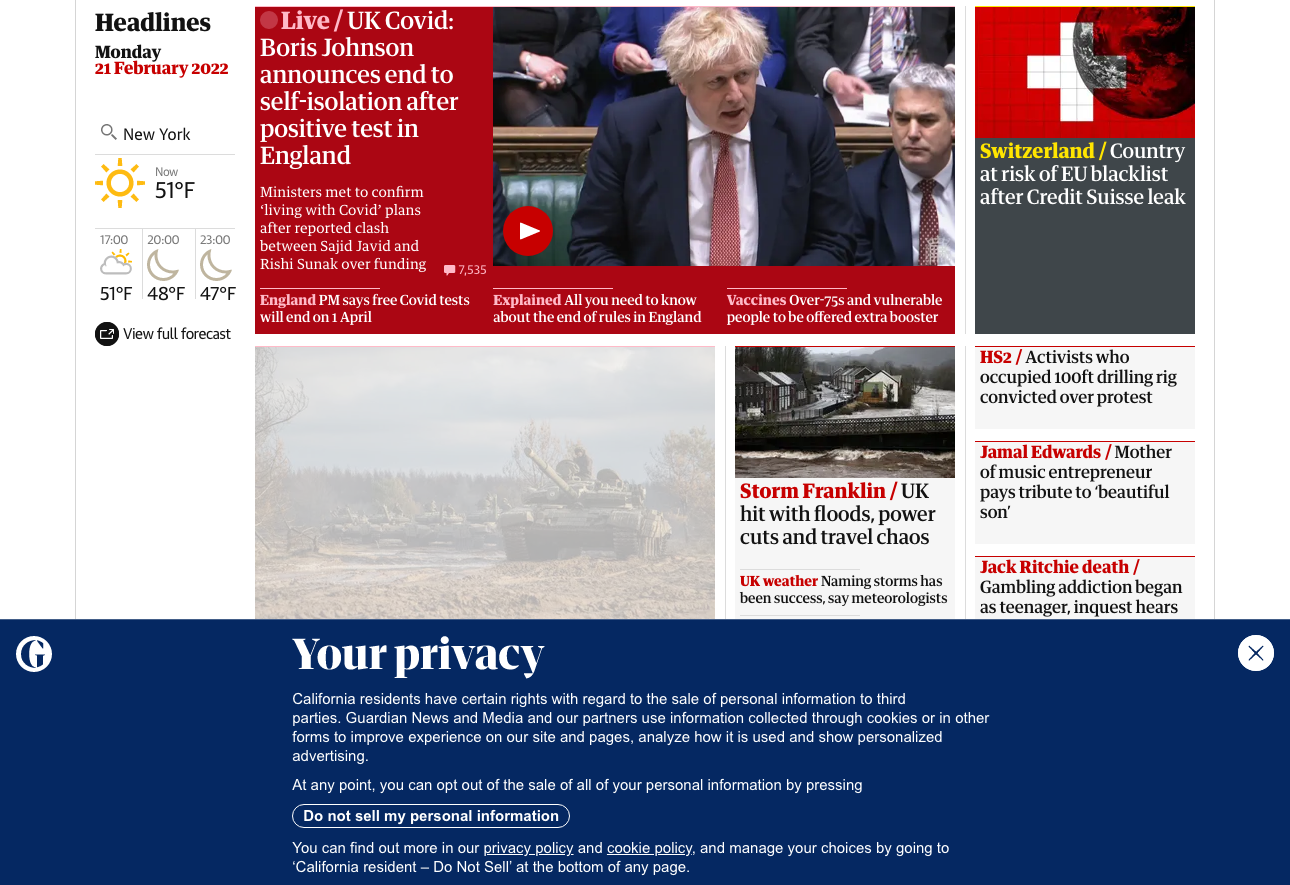 Headlines
Monday
21 February 2022
New York
Now
51°F
17:00
51°F
20:00
48°F
23:00
47°F
View full forecast
Live / UK Covid:
Boris Johnson
announces end to
self-isolation after
positive test in
England
Ministers met to confirm
‘living with Covid’ plans
after reported clash
between Sajid Javid and
Rishi Sunak over funding
7,535
England PM says free Covid tests
will end on 1 April
Explained All you need to know
about the end of rules in England
Vaccines Over-75s and vulnerable
people to be offered extra booster
Switzerland / Country
at risk of EU blacklist
after Credit Suisse leak
Storm Franklin / UK
hit with floods, power
cuts and travel chaos
UK weather Naming storms has
been success, say meteorologists
HS2 / Activists who
occupied 100ft drilling rig
convicted over protest
Jamal Edwards / Mother
of music entrepreneur
pays tribute to ‘beautiful
son’
Jack Ritchie death /
Gambling addiction began
as teenager, inquest hears
G
Your privacy
California residents have certain rights with regard to the sale of personal information to third
parties. Guardian News and Media and our partners use information collected through cookies or in other
forms to improve experience on our site and pages, analyze how it is used and show personalized
advertising.
At any point, you can opt out of the sale of all of your personal information by pressing
Do not sell my personal information
You can find out more in our privacy policy and cookie policy, and manage your choices by going to
‘California resident – Do Not Sell’ at the bottom of any page.